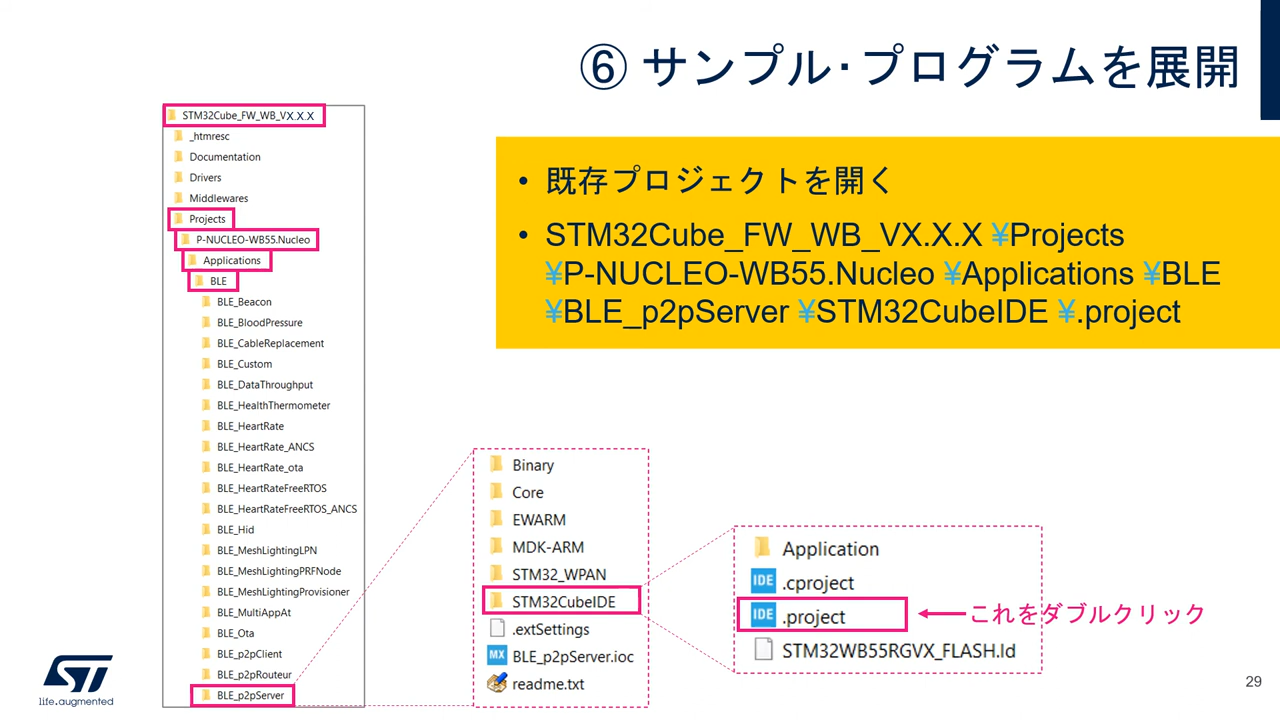 ⑥ サンプル･プログラムを展開
STM32Cube_FW_WB_VX.X.X
_htmresc
Documentation
Drivers
Middlewares
Projects
P-NUCLEO-WB55.Nucleo
Applications
BLE
BLE_Beacon
BLE_BloodPressure
BLE_CableReplacement
BLE_Custom
BLE_DataThroughput
BLE_HealthThermometer
BLE_HeartRate
BLE_HeartRate_ANCS
BLE_HeartRate_ota
BLE_HeartRateFreeRTOS
BLE_HeartRateFreeRTOS_ANCS
BLE_Hid
BLE_MeshLightingLPN
BLE_MeshLightingPRFNode
BLE_MeshLightingProvisioner
BLE_MultiAppAt
BLE_Ota
BLE_p2pClient
BLE_p2pRouteur
BLE_p2pServer
• 既存プロジェクトを開く
• STM32Cube_FW_WB_VX.X.X ¥Projects
¥P-NUCLEO-WB55.Nucleo ¥Applications ¥BLE
¥BLE_p2pServer ¥STM32CubeIDE ¥.project
Binary
Core
EWARM
MDK-ARM
STM32_WPAN
STM32CubeIDE
.extSettings
MX BLE_p2pServer.ioc
readme.txt
Application
IDE .cproject
IDE .project
これをダブルクリック
STM32WB55RGVX_FLASH.ld
ST
life.augmented
29